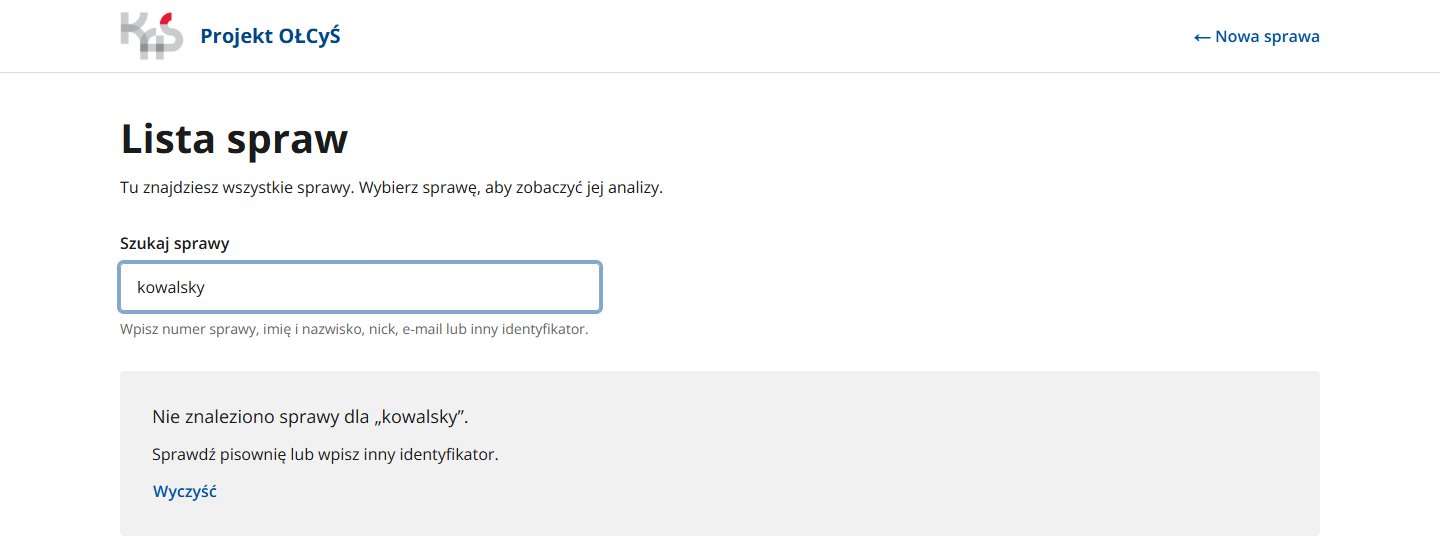 KriŚ
Projekt OŁCyŚ
← Nowa sprawa
Lista spraw
Tu znajdziesz wszystkie sprawy. Wybierz sprawę, aby zobaczyć jej analizy.
Szukaj sprawy
kowalsky
Wpisz numer sprawy, imię i nazwisko, nick, e-mail lub inny identyfikator.
Nie znaleziono sprawy dla „kowalsky”.
Sprawdź pisownię lub wpisz inny identyfikator.
Wyczyść